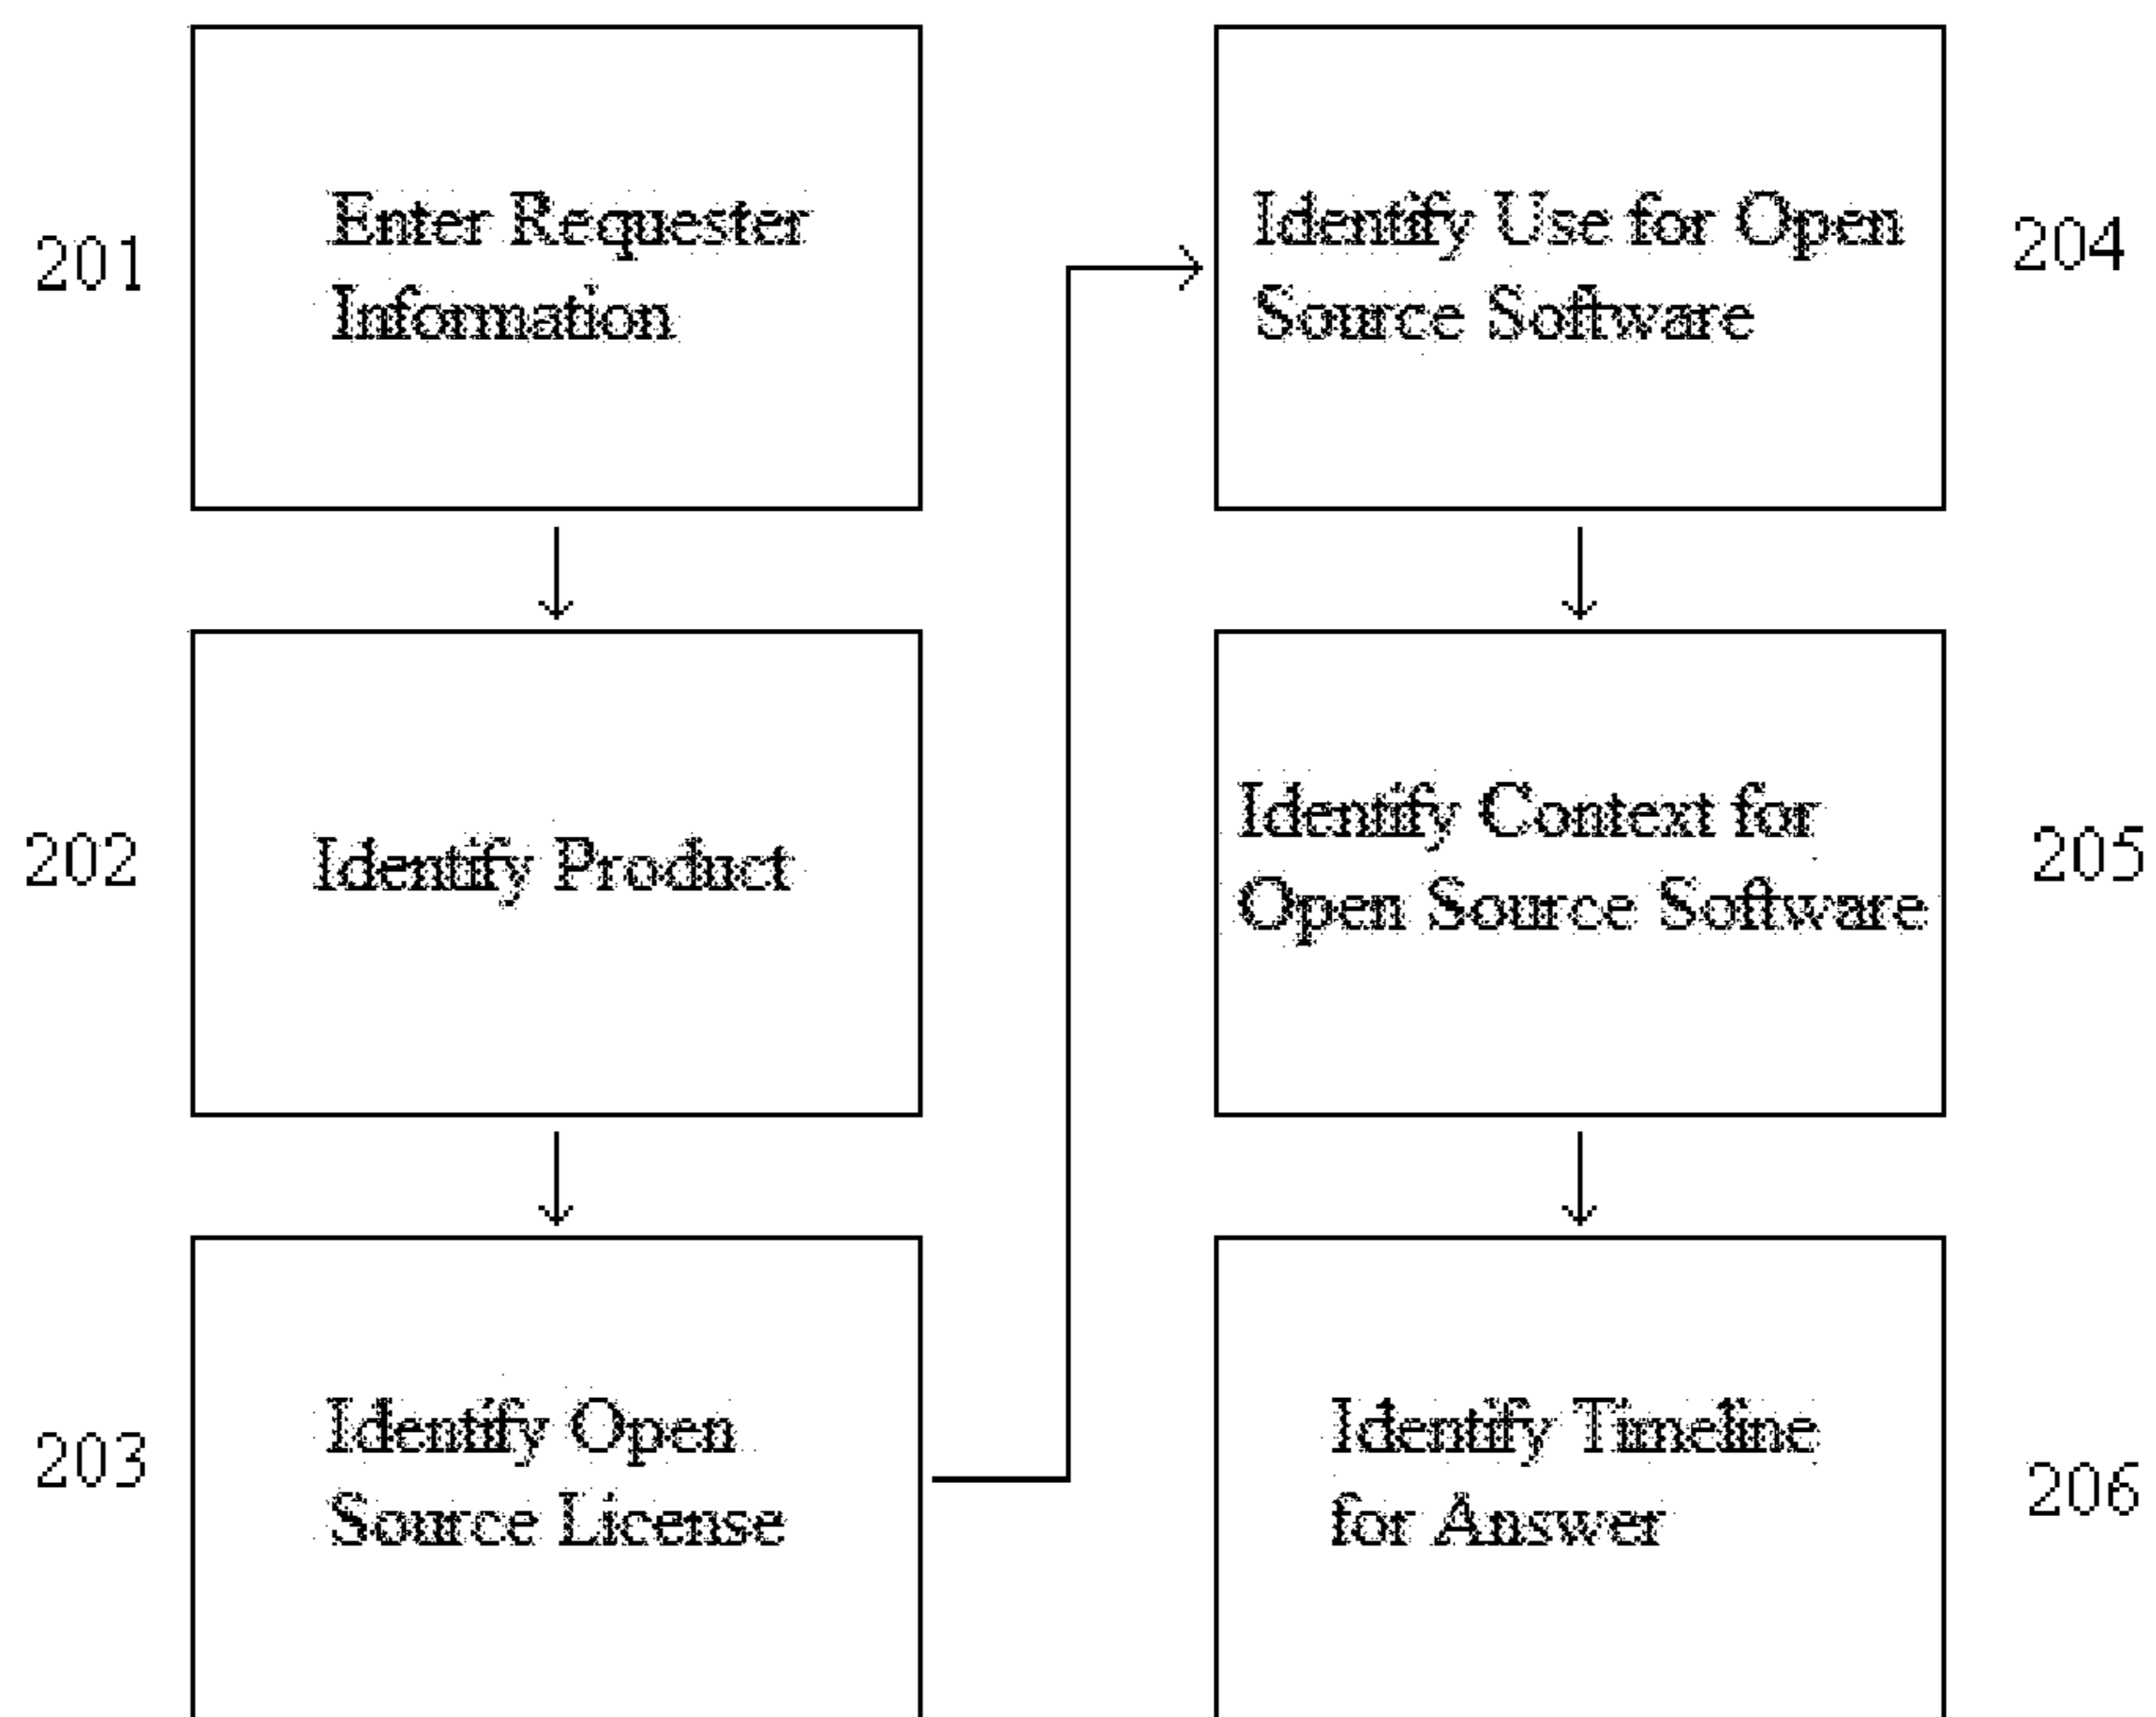 201
Enter Requester
Information
202
Identify Product
203
Identify Open
Source License
Identify Use for Open
Source Software
204
Identify Context for
Open Source Software
205
Identify Timeline
for Answer
206